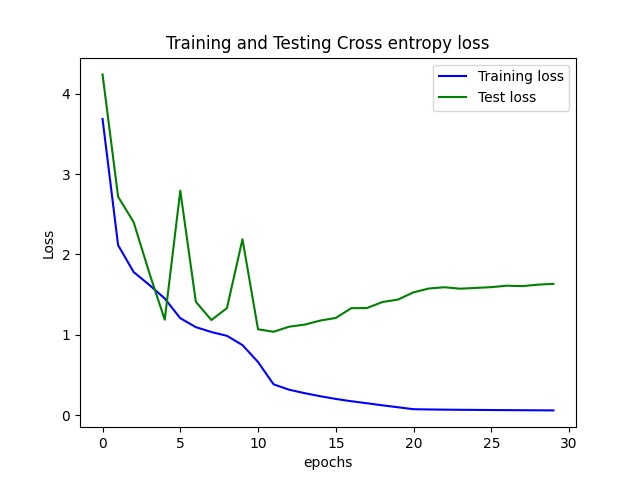 Training and Testing Cross entropy loss
Training loss
Test loss
4
3
2
1
0
Loss
0 5 10 15 20 25 30
epochs